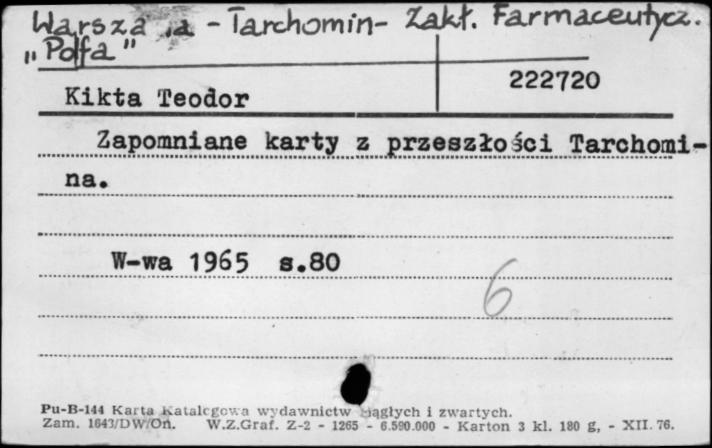 Warszawa - Tarchomin - Zakł. Farmaceutycz.
„Polfa"
222720
Kikta Teodor
Zapomniane karty z przeszłości Tarchomi-
na.
W-wa 1965 s.80
6
Pu-B-144 Karta Katalogowa wydawnictw ciągłych i zwartych.
Zam. 1643/DW/On. W.Z.Graf. Z-2 - 1265 - 6.590.000 - Karton 3 kl. 180 g, - XII. 76.